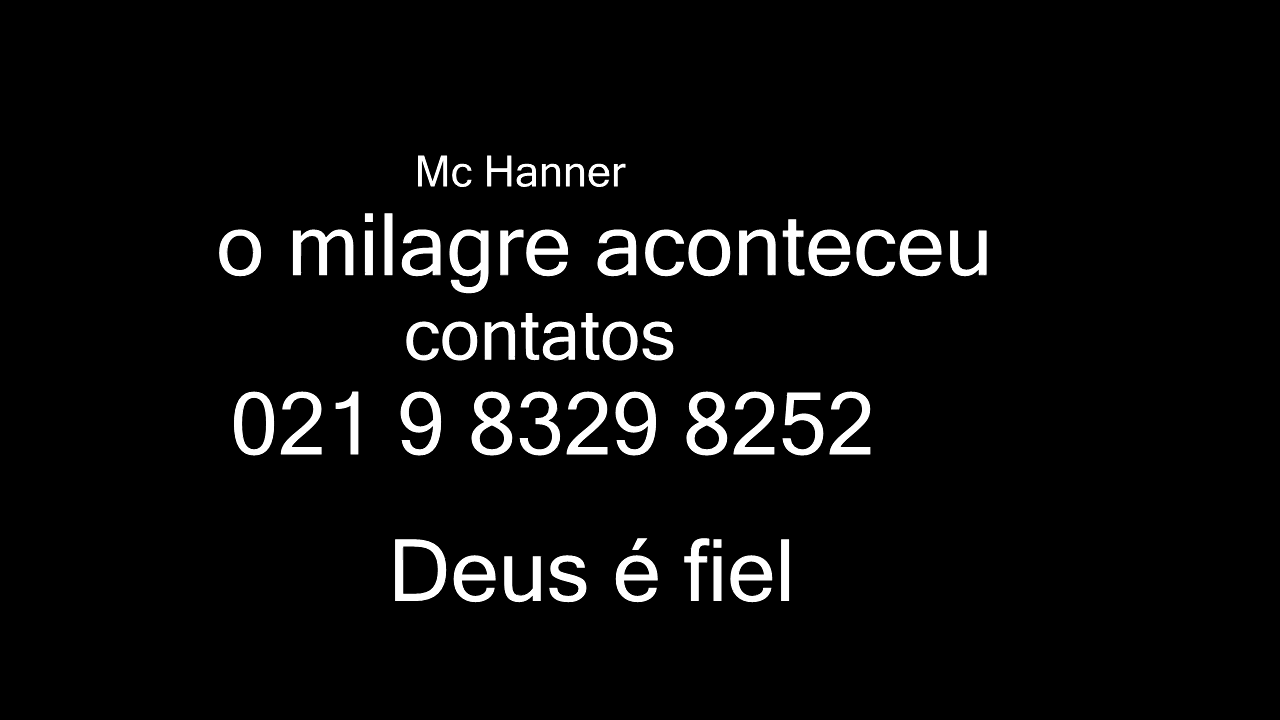 Mc Hanner
o milagre aconteceu
contatos
021 9 8329 8252
Deus é fiel